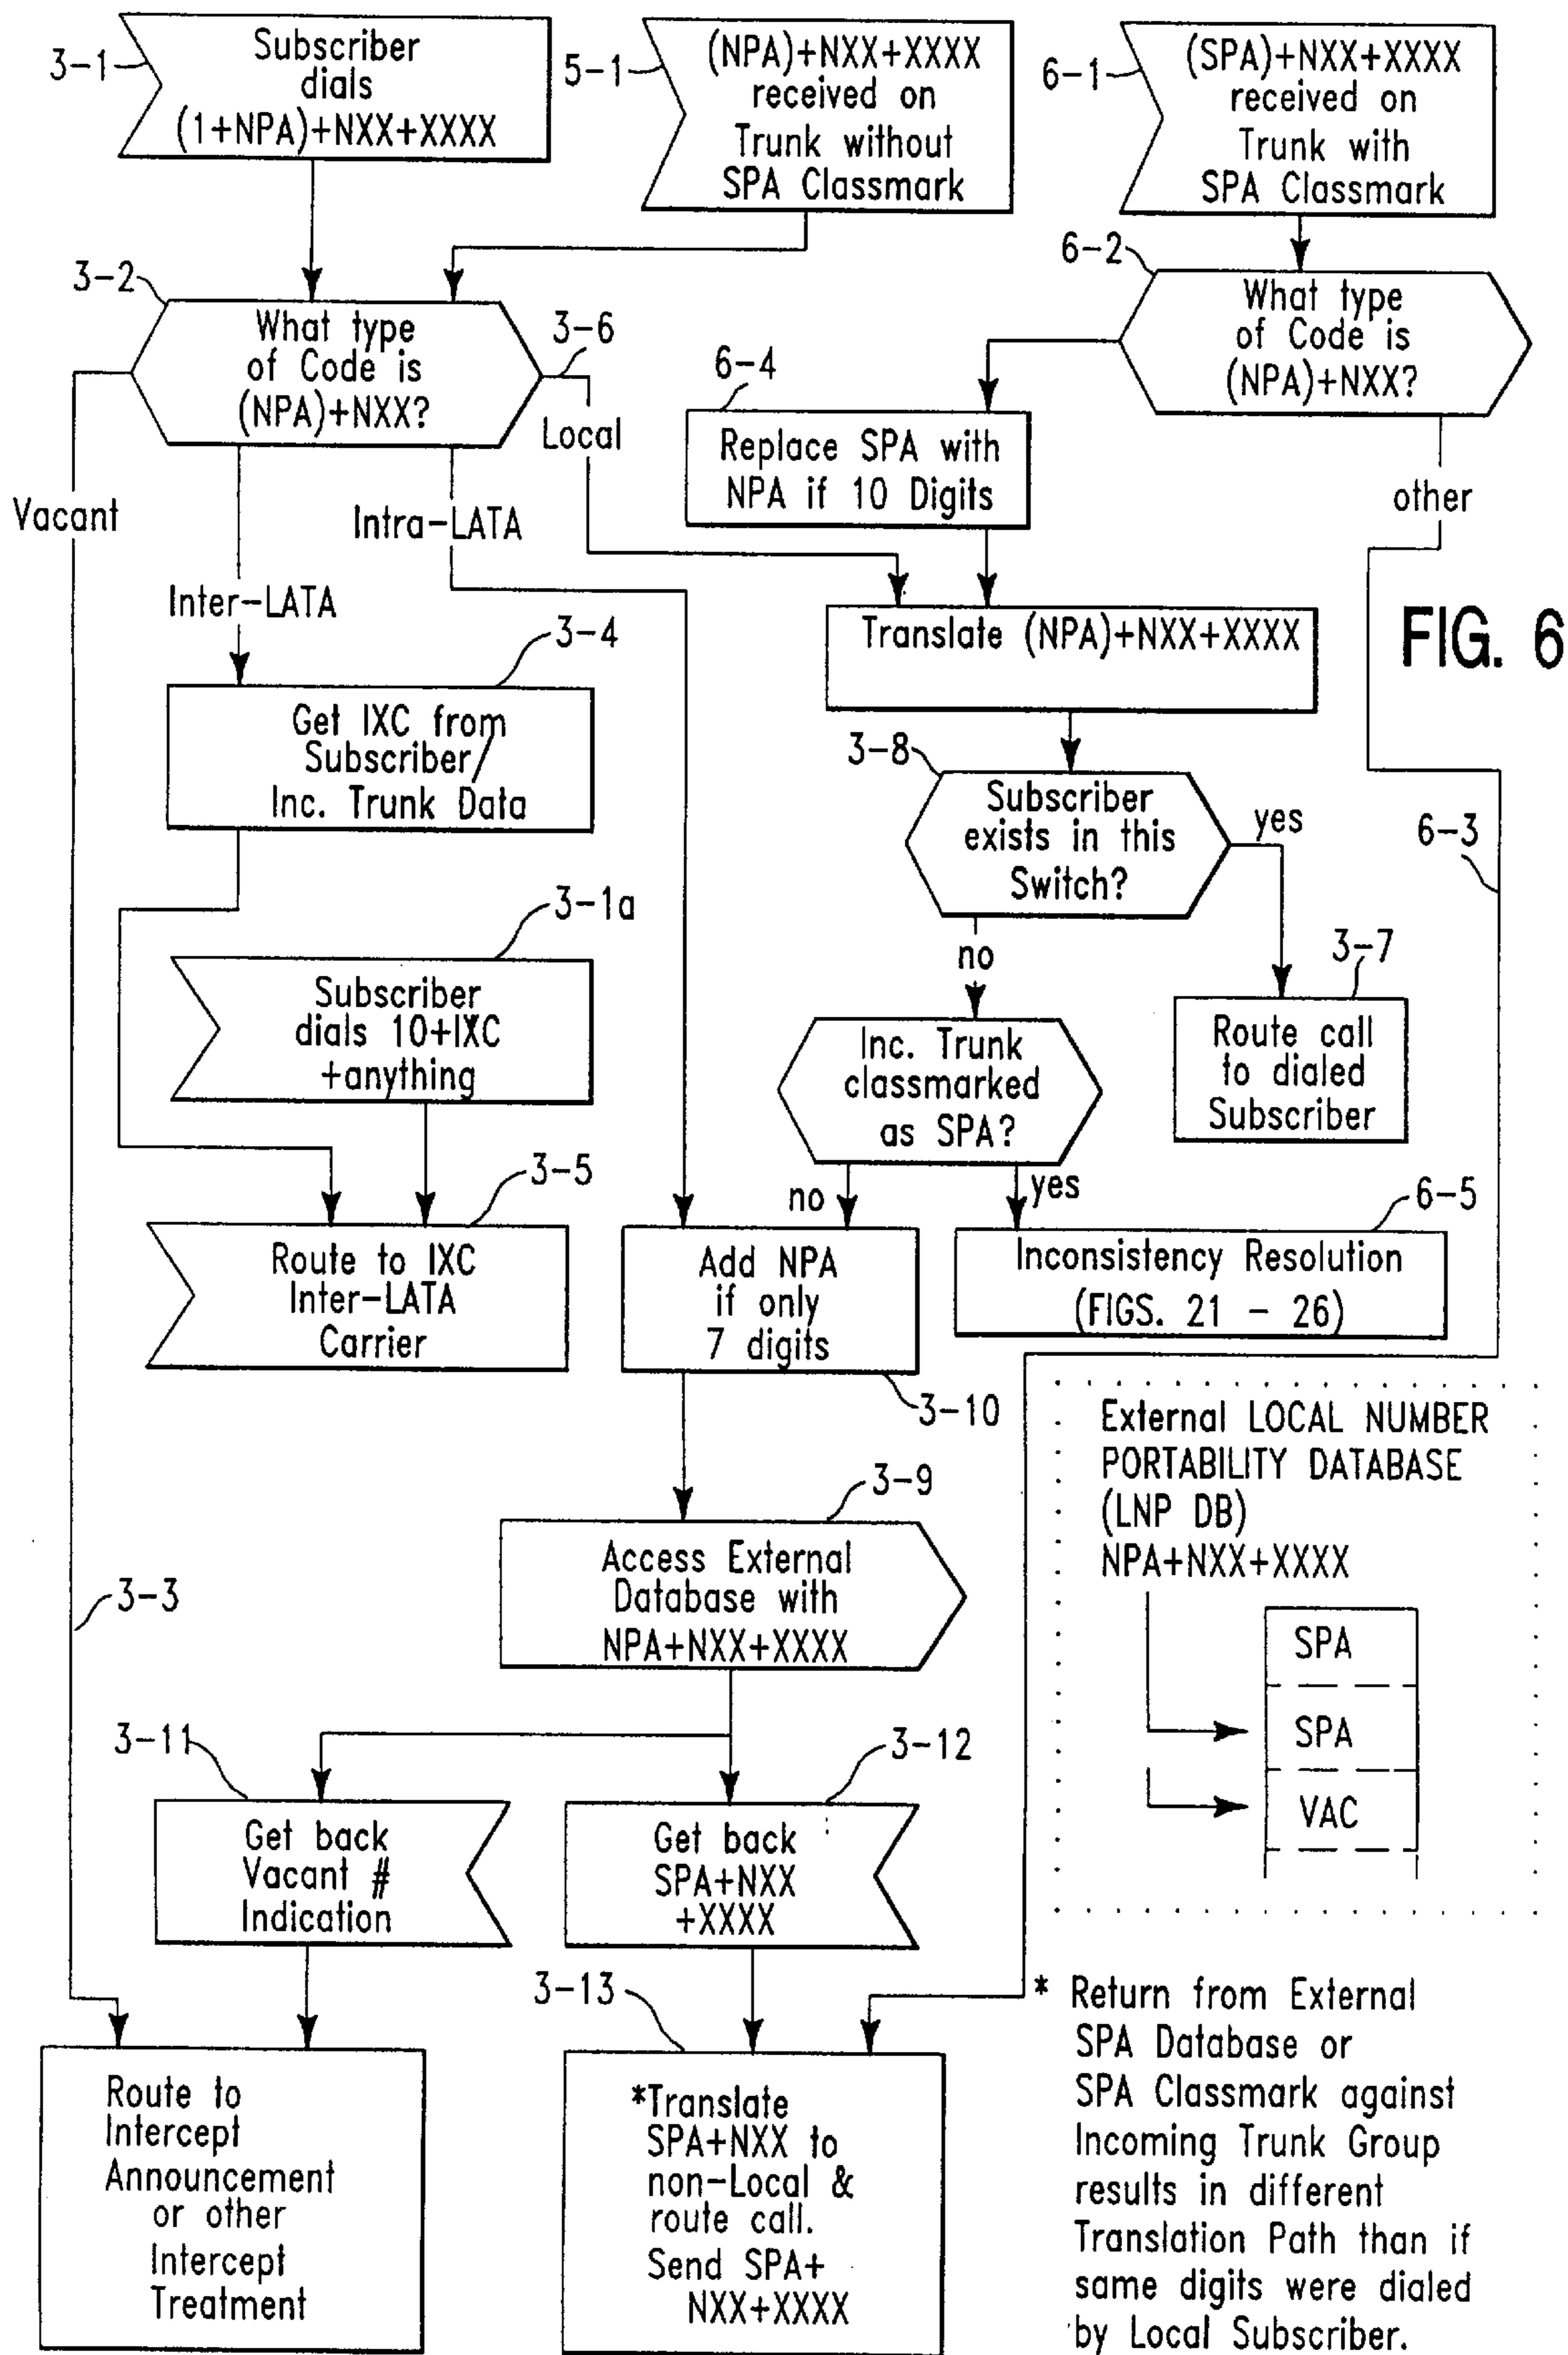 3-1
Subscriber
dials
(1+NPA)+NXX+XXXX
5-1
(NPA)+NXX+XXXX
received on
Trunk without
SPA Classmark
6-1
(SPA)+NXX+XXXX
received on
Trunk with
SPA Classmark
3-2
What type
of Code is
(NPA)+NXX?
3-6
Local
Vacant
Inter-LATA
Intra-LATA
6-2
What type
of Code is
(NPA)+NXX?
6-4
Replace SPA with
NPA if 10 Digits
other
Translate (NPA)+NXX+XXXX
FIG. 6
3-4
Get IXC from
Subscriber/
Inc. Trunk Data
3-8
Subscriber
exists in this
Switch?
yes
no
6-3
3-1a
Subscriber
dials 10+IXC
+anything
3-7
Route call
to dialed
Subscriber
Inc. Trunk
classmarked
as SPA?
no
yes
3-5
Route to IXC
Inter-LATA
Carrier
Add NPA
if only
7 digits
3-10
6-5
Inconsistency Resolution
(FIGS. 21 - 26)
External LOCAL NUMBER
PORTABILITY DATABASE
(LNP DB)
NPA+NXX+XXXX
SPA
SPA
VAC
3-9
Access External
Database with
NPA+NXX+XXXX
3-3
3-11
Get back
Vacant #
Indication
3-12
Get back
SPA+NXX
+XXXX
Route to
Intercept
Announcement
or other
Intercept
Treatment
3-13
*Translate
SPA+NXX to
non-Local &
route call.
Send SPA+
NXX+XXXX
* Return from External
SPA Database or
SPA Classmark against
Incoming Trunk Group
results in different
Translation Path than if
same digits were dialed
by Local Subscriber.